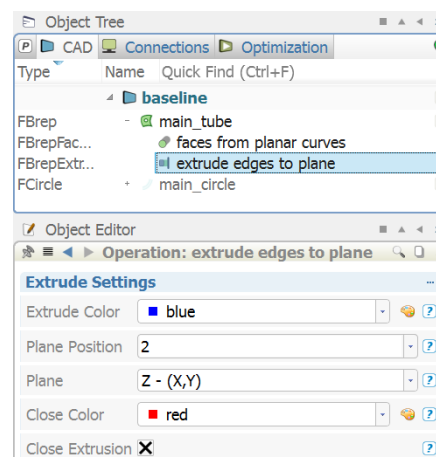 Object Tree
P CAD Connections Optimization
Type Name Quick Find (Ctrl+F)
baseline
FBrep main_tube
FBrepFac... faces from planar curves
FBrepExtr... extrude edges to plane
FCircle main_circle
Object Editor
Operation: extrude edges to plane
Extrude Settings ...
Extrude Color blue ?
Plane Position 2 ?
Plane Z - (X,Y) ?
Close Color red ?
Close Extrusion ?